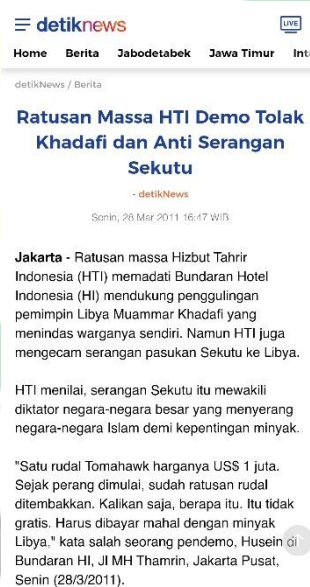 detiknews LIVE
Home Berita Jabodetabek Jawa Timur Int
detikNews / Berita
Ratusan Massa HTI Demo Tolak
Khadafi dan Anti Serangan
Sekutu
- detikNews
Senin, 28 Mar 2011 16:47 WIB
Jakarta - Ratusan massa Hizbut Tahrir
Indonesia (HTI) memadati Bundaran Hotel
Indonesia (HI) mendukung penggulingan
pemimpin Libya Muammar Khadafi yang
menindas warganya sendiri. Namun HTI juga
mengecam serangan pasukan Sekutu ke Libya.
HTI menilai, serangan Sekutu itu mewakili
diktator negara-negara besar yang menyerang
negara-negara Islam demi kepentingan minyak.
"Satu rudal Tomahawk harganya US$ 1 juta.
Sejak perang dimulai, sudah ratusan rudal
ditembakkan. Kalikan saja, berapa itu. Itu tidak
gratis. Harus dibayar mahal dengan minyak
Libya," kata salah seorang pendemo, Husein di
Bundaran HI, Jl MH Thamrin, Jakarta Pusat,
Senin (28/3/2011).